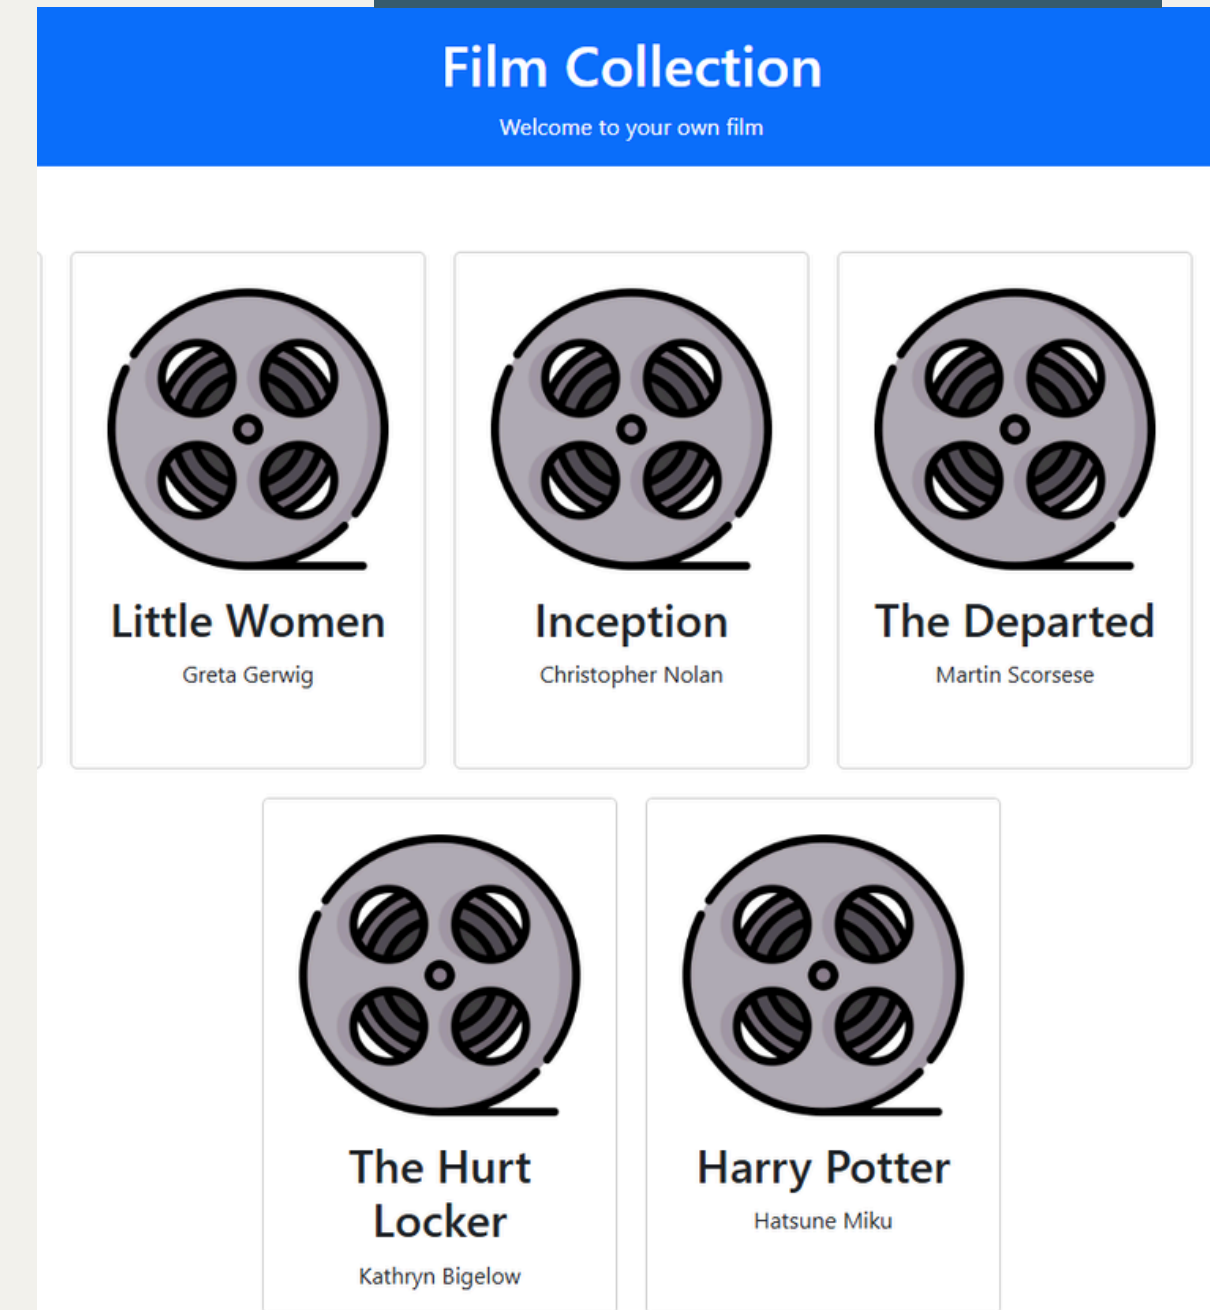 Film Collection
Welcome to your own film
Little Women
Greta Gerwig
Inception
Christopher Nolan
The Departed
Martin Scorsese
The Hurt
Locker
Kathryn Bigelow
Harry Potter
Hatsune Miku